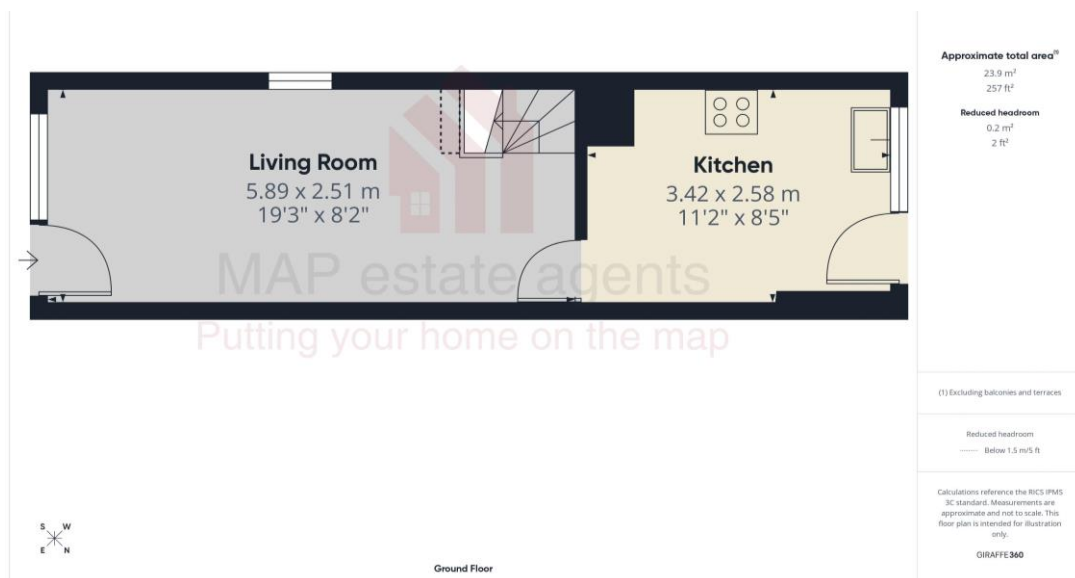 Living Room
5.89 x 2.51 m
19'3" x 8'2"
Kitchen
3.42 x 2.58 m
11'2" x 8'5"
MAP estate agents
Putting your home on the map
S W
E N
Ground Floor
Approximate total area⁽¹⁾
23.9 m²
257 ft²
Reduced headroom
0.2 m²
2 ft²
(1) Excluding balconies and terraces
Reduced headroom
Below 1.5 m/5 ft
Calculations reference the RICS IPMS
3C standard. Measurements are
approximate and not to scale. This
floor plan is intended for illustration
only.
GIRAFFE360